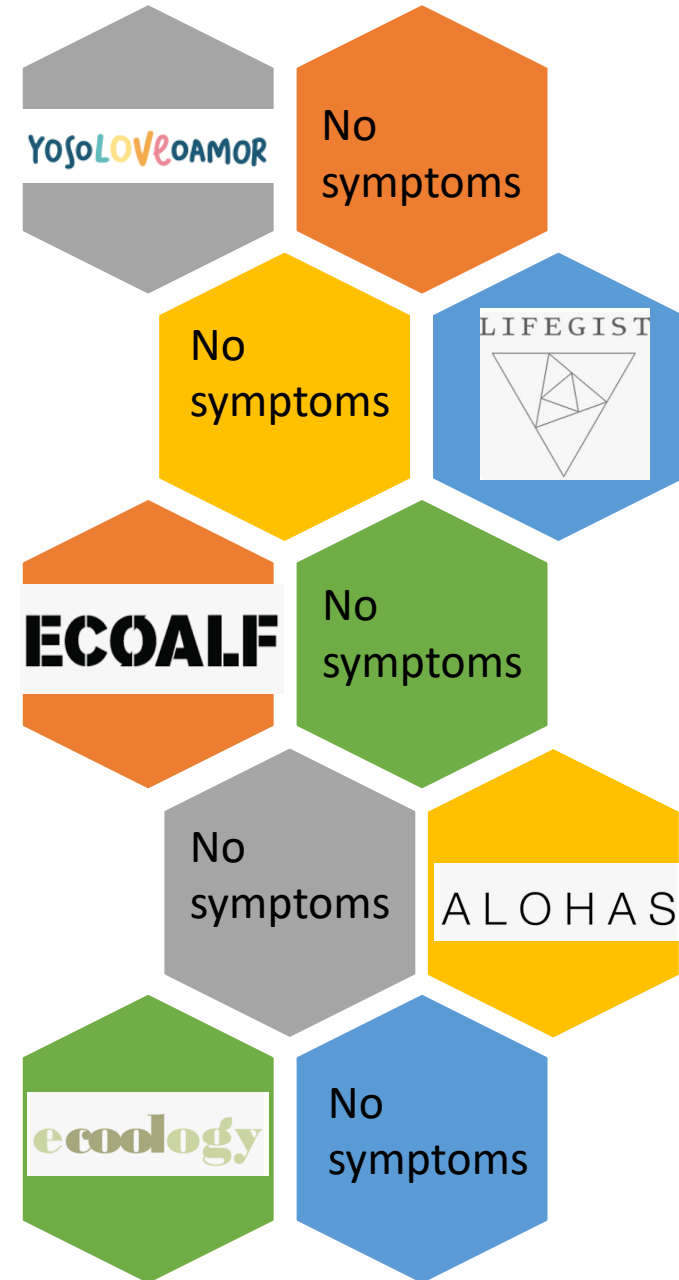 YOSOLOVEOAMOR
No
symptoms
No
symptoms
LIFEGIST
ECOALF
No
symptoms
No
symptoms
ALOHAS
ecoology
No
symptoms